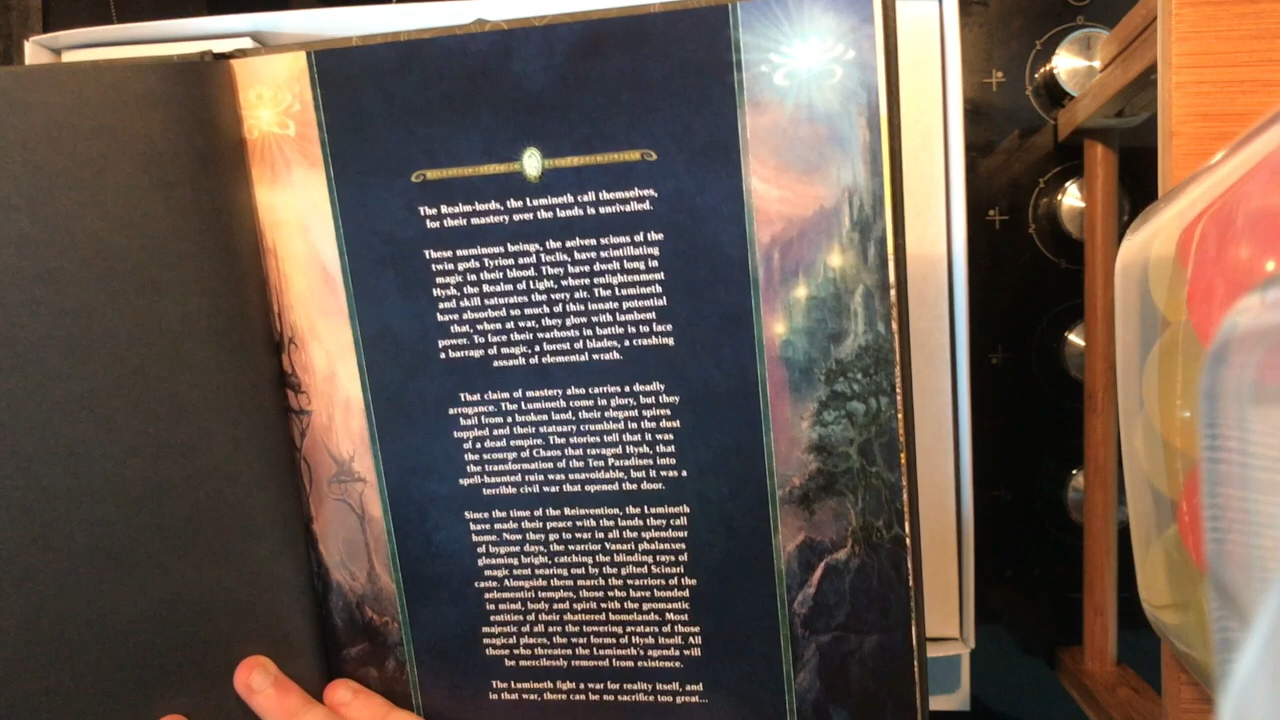 The Realm-lords, the Lumineth call themselves,
for their mastery over the lands is unrivalled.
These numinous beings, the aelven scions of the
twin gods Tyrion and Teclis, have scintillating
magic in their blood. They have dwelt long in
Hysh, the Realm of Light, where enlightenment
and skill saturates the very air. The Lumineth
have absorbed so much of this innate potential
that, when at war, they glow with lambent
power. To face their warhosts in battle is to face
a barrage of magic, a forest of blades, a crashing
assault of elemental wrath.
That claim of mastery also carries a deadly
arrogance. The Lumineth come in glory, but they
hail from a broken land, their elegant spires
toppled and their statuary crumbled in the dust
of a dead empire. The stories tell that it was
the scourge of Chaos that ravaged Hysh, that
the transformation of the Ten Paradises into
spell-haunted ruin was unavoidable, but it was a
terrible civil war that opened the door.
Since the time of the Reinvention, the Lumineth
have made their peace with the lands they call
home. Now they go to war in all the splendour
of bygone days, the warrior Vanari phalanxes
gleaming bright, catching the blinding rays of
magic sent searing out by the gifted Scinari
caste. Alongside them march the warriors of the
aelementiri temples, those who have bonded
in mind, body and spirit with the geomantic
entities of their shattered homelands. Most
majestic of all are the towering avatars of those
magical places, the war forms of Hysh itself. All
those who threaten the Lumineth's agenda will
be mercilessly removed from existence.
The Lumineth fight a war for reality itself, and
in that war, there can be no sacrifice too great...